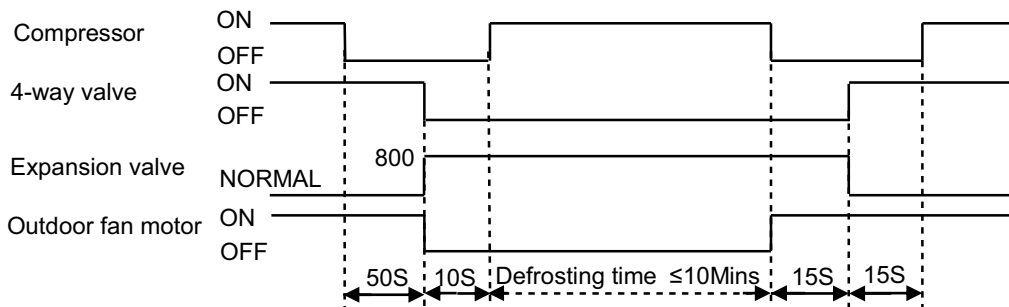 Compressor ON
OFF
4-way valve ON
OFF
Expansion valve 800
NORMAL
Outdoor fan motor ON
OFF
50S 10S Defrosting time ≤10Mins 15S 15S